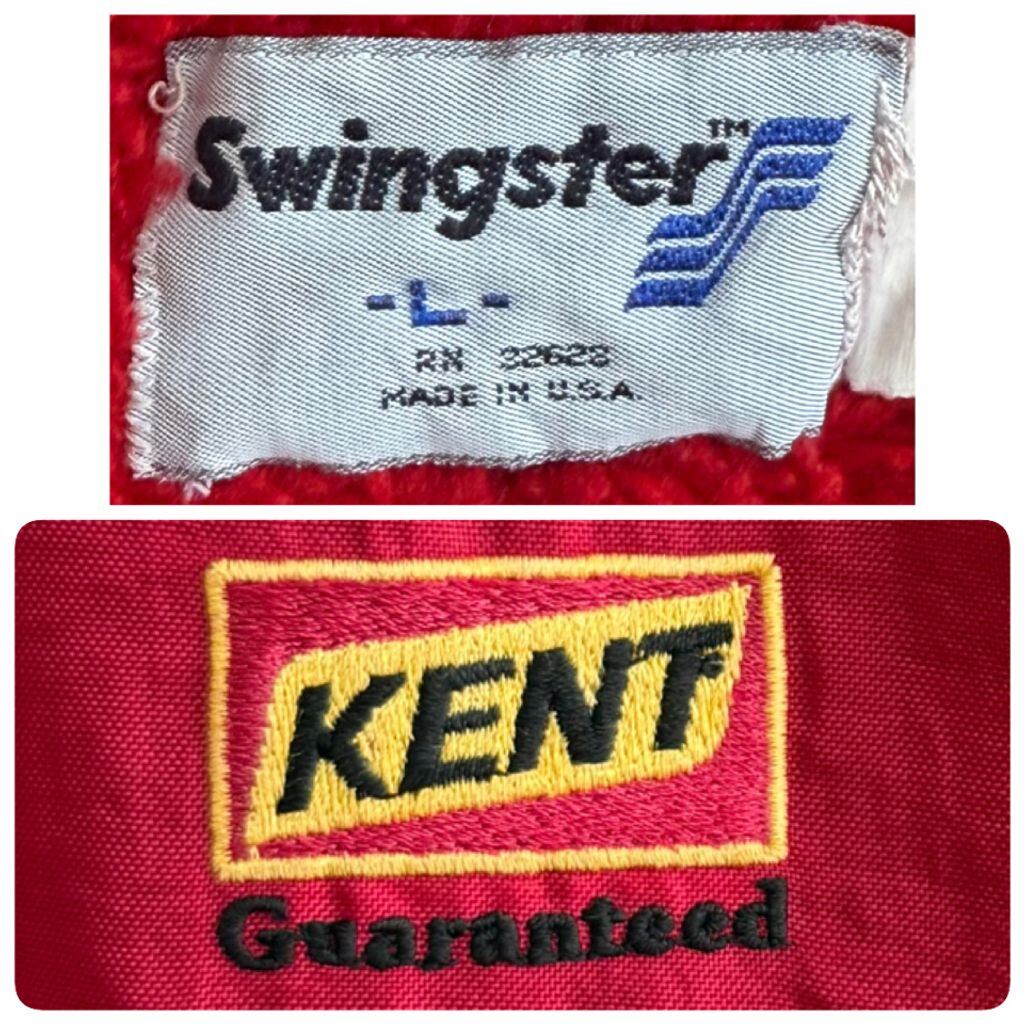 Swingster™
-L-
RN 32628
MADE IN U.S.A.
KENT
Guaranteed